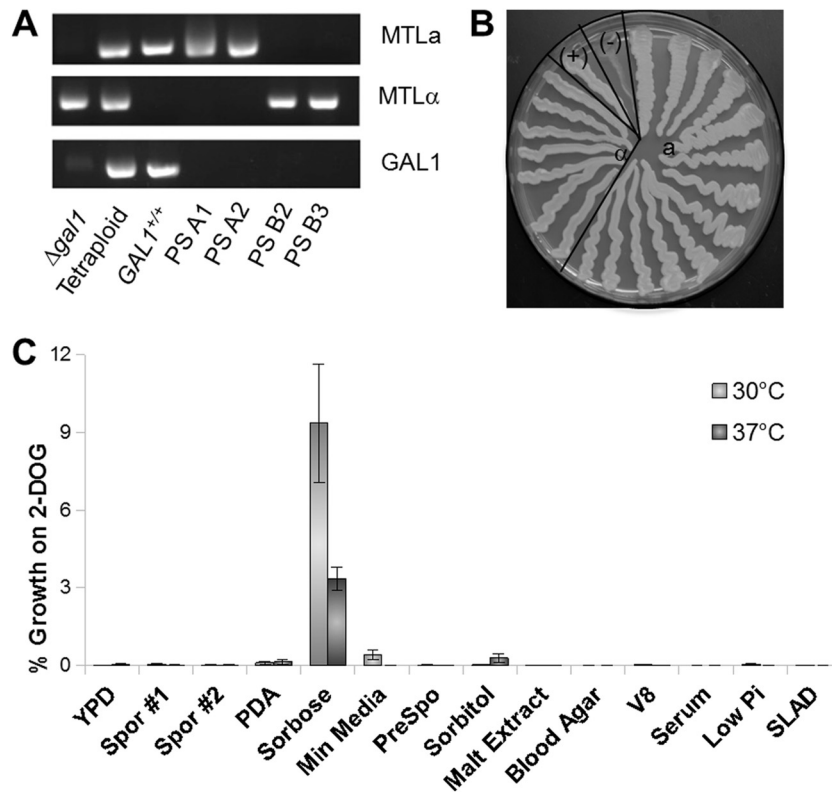 A
MTLa
MTLα
GAL1
Δgal1
Tetraploid
GAL1+/+
PS A1
PS A2
PS B2
PS B3
B
(+)
(-)
α
a
C
% Growth on 2-DOG
12
9
6
3
0
30°C
37°C
YPD
Spor #1
Spor #2
PDA
Sorbose
Min Media
PreSpo
Sorbitol
Malt Extract
Blood Agar
V8
Serum
Low Pi
SLAD